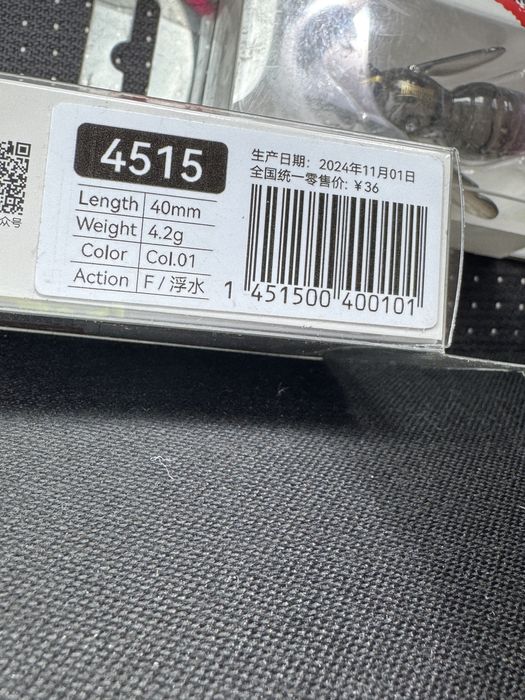 4515
Length 40mm
Weight 4.2g
Color Col.01
Action F / 浮水
生产日期： 2024年11月01日
全国统一零售价: ¥36
1 451500 400101
众号